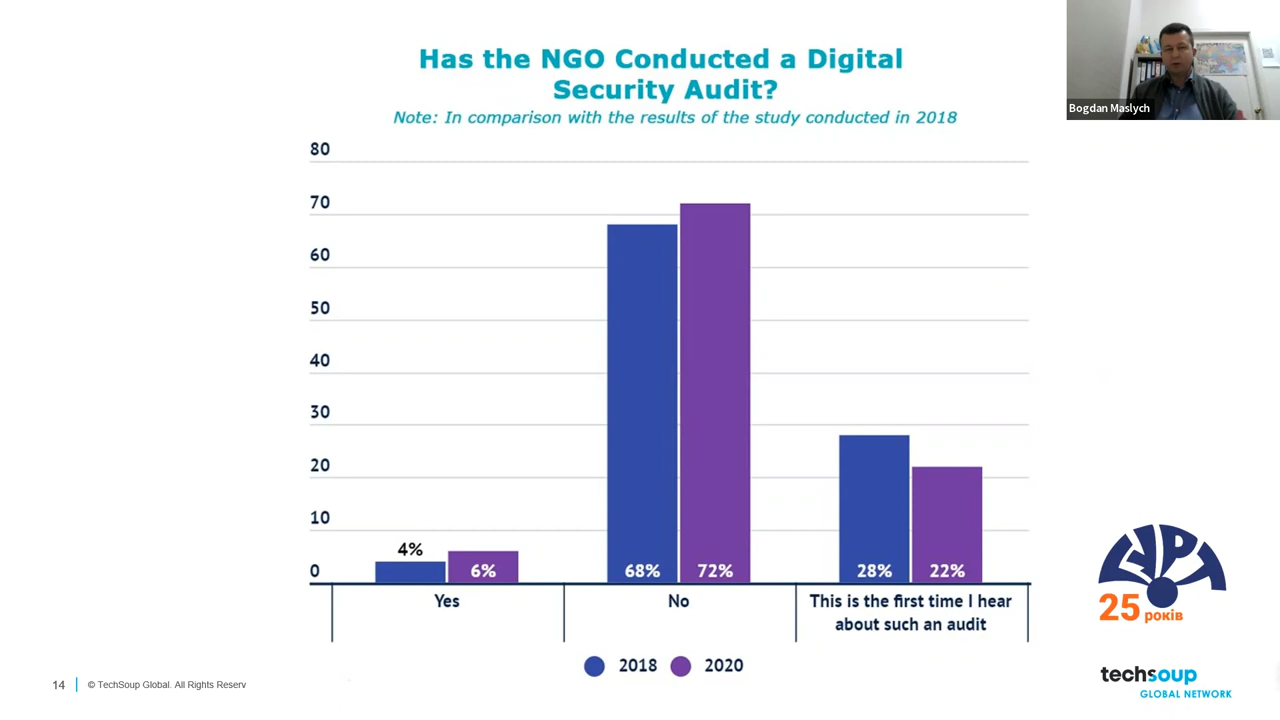 Has the NGO Conducted a Digital
Security Audit?
Note: In comparison with the results of the study conducted in 2018
Bogdan Maslych
80
70
60
50
40
30
20
10
0
4%
6%
68%
72%
28%
22%
Yes
No
This is the first time I hear
about such an audit
2018
2020
25 років
techsoup
GLOBAL NETWORK
14
© TechSoup Global. All Rights Reserv